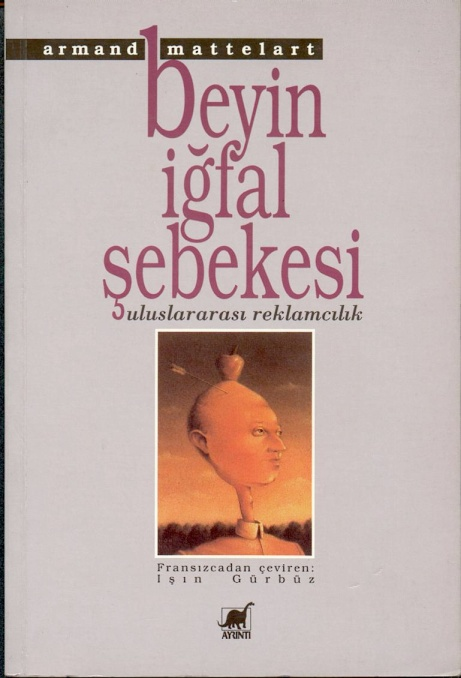 armand mattelart
beyin
iğfal
şebekesi
uluslararası reklamcılık
Fransızcadan çeviren:
Işın Gürbüz
AYRINTI